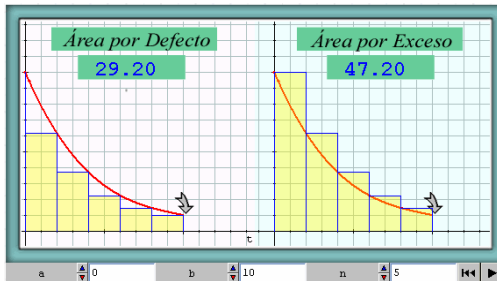 Área por Defecto
29.20
Área por Exceso
47.20
t
a 0 b 10 n 5